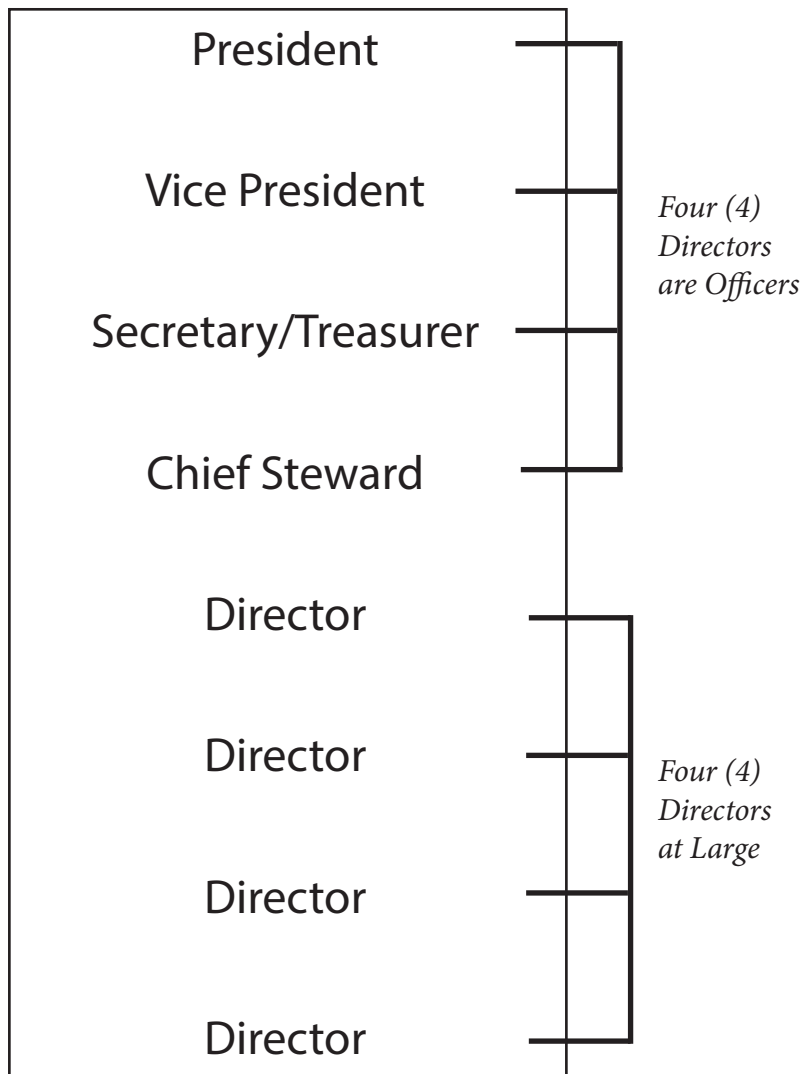 President
Vice President
Four (4)
Directors
are Officers
Secretary/Treasurer
Chief Steward
Director
Director
Four (4)
Directors
at Large
Director
Director